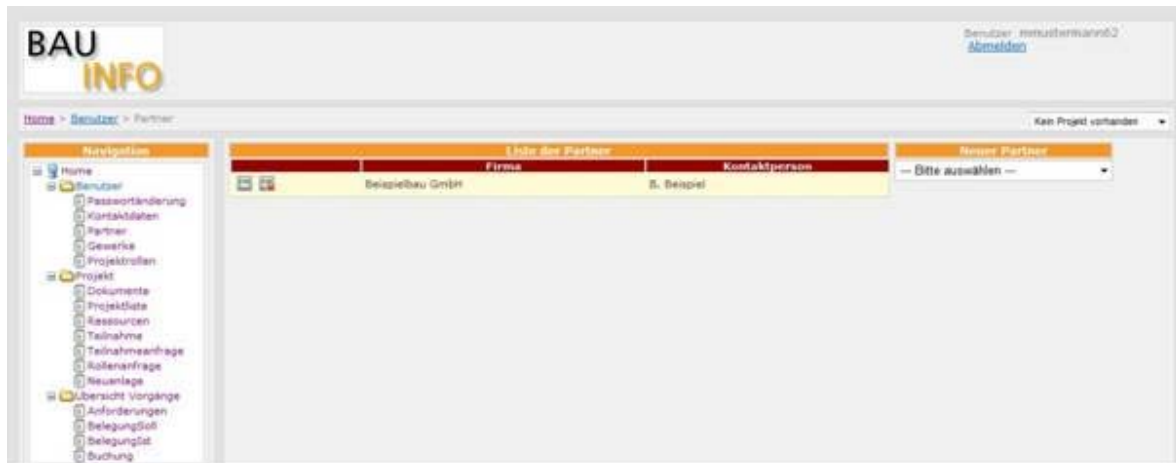 BAU
INFO
Benutzer mmustermann62
Abmelden
Home > Benutzer > Partner
Kein Projekt vorhanden
Navigation
Home
Benutzer
Passwortänderung
Kontaktdaten
Partner
Gewerke
Projektrollen
Projekt
Dokumente
Projektliste
Ressourcen
Teilnahme
Teilnahmeanfrage
Rollenanfrage
Neuanlage
Übersicht Vorgänge
Anforderungen
BelegungSoll
BelegungIst
Buchung
Liste der Partner
Firma Kontaktperson
Beispielbau GmbH B. Beispiel
Neuer Partner
--- Bitte auswählen ---